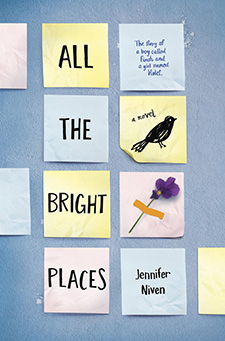 ALL
The Story of
a boy called
Finch and
a girl named
Violet.
THE
a novel
BRIGHT
PLACES
Jennifer
Niven